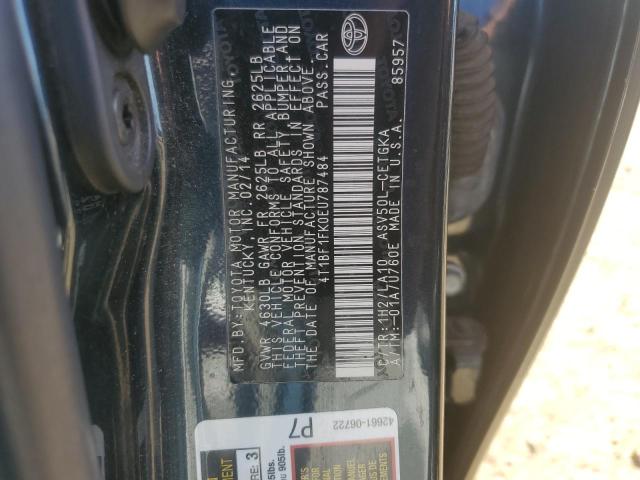 MFD.BY:TOYOTA MOTOR MANUFACTURING,
KENTUCKY,INC.02/14
GVWR 4630LB GAWR FR 2625LB RR 2625LB
THIS VEHICLE CONFORMS TO ALL APPLICABLE
FEDERAL MOTOR VEHICLE SAFETY, BUMPER AND
THEFT PREVENTION STANDARDS IN EFFECT ON
THE DATE OF MANUFACTURE SHOWN ABOVE.
4T1BF1FK0EU787484 PASS.CAR
TOYOTA
85957
C/TR:1H2/LA10 ASV50L-CETGKA
A/TM:-01A/U760E MADE IN U.S.A.
42661-06722
P7